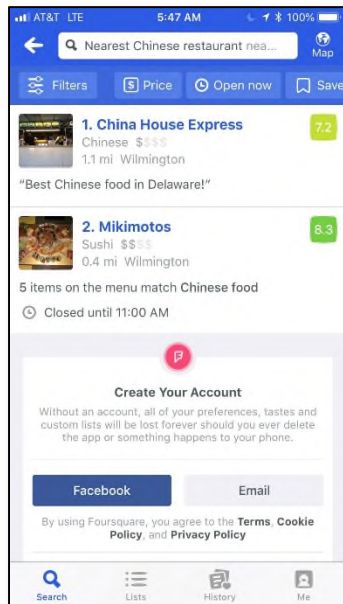 AT&T LTE 5:47 AM 100%
Nearest Chinese restaurant nea...
Map
Filters $ Price Open now Save
1. China House Express 7.2
Chinese $$$$
1.1 mi Wilmington
“Best Chinese food in Delaware!”
2. Mikimotos 8.3
Sushi $$$$
0.4 mi Wilmington
5 items on the menu match Chinese food
Closed until 11:00 AM
Create Your Account
Without an account, all of your preferences, tastes and
custom lists will be lost forever should you ever delete
the app or something happens to your phone.
Facebook Email
By using Foursquare, you agree to the Terms, Cookie
Policy, and Privacy Policy
Search Lists History Me